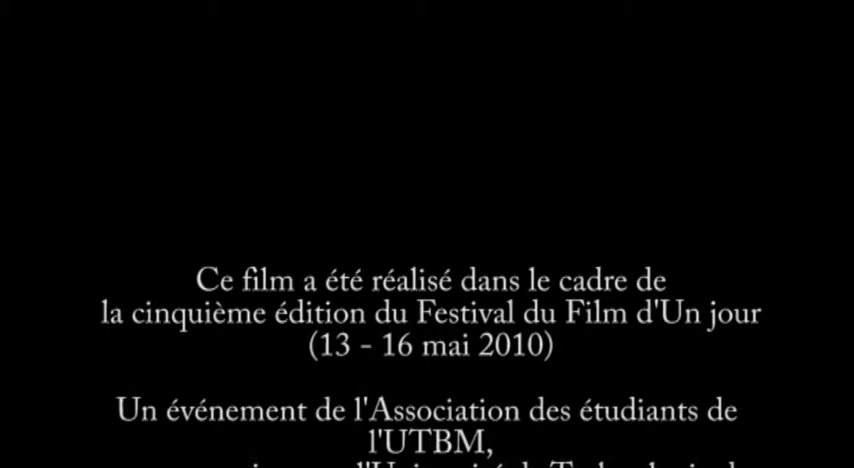 Ce film a été réalisé dans le cadre de
la cinquième édition du Festival du Film d'Un jour
(13 - 16 mai 2010)
Un événement de l'Association des étudiants de
l'UTBM,